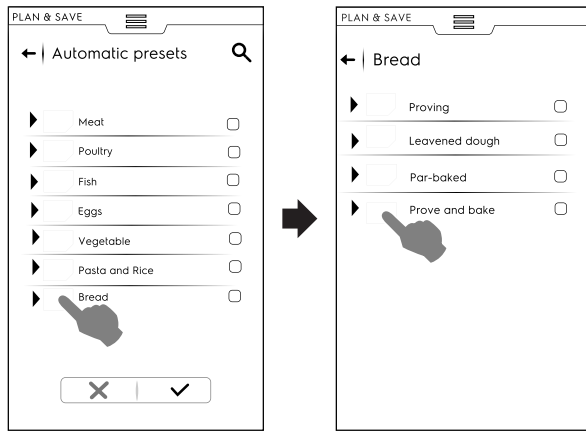 PLAN & SAVE
Automatic presets
Meat
Poultry
Fish
Eggs
Vegetable
Pasta and Rice
Bread
PLAN & SAVE
Bread
Proving
Leavened dough
Par-baked
Prove and bake